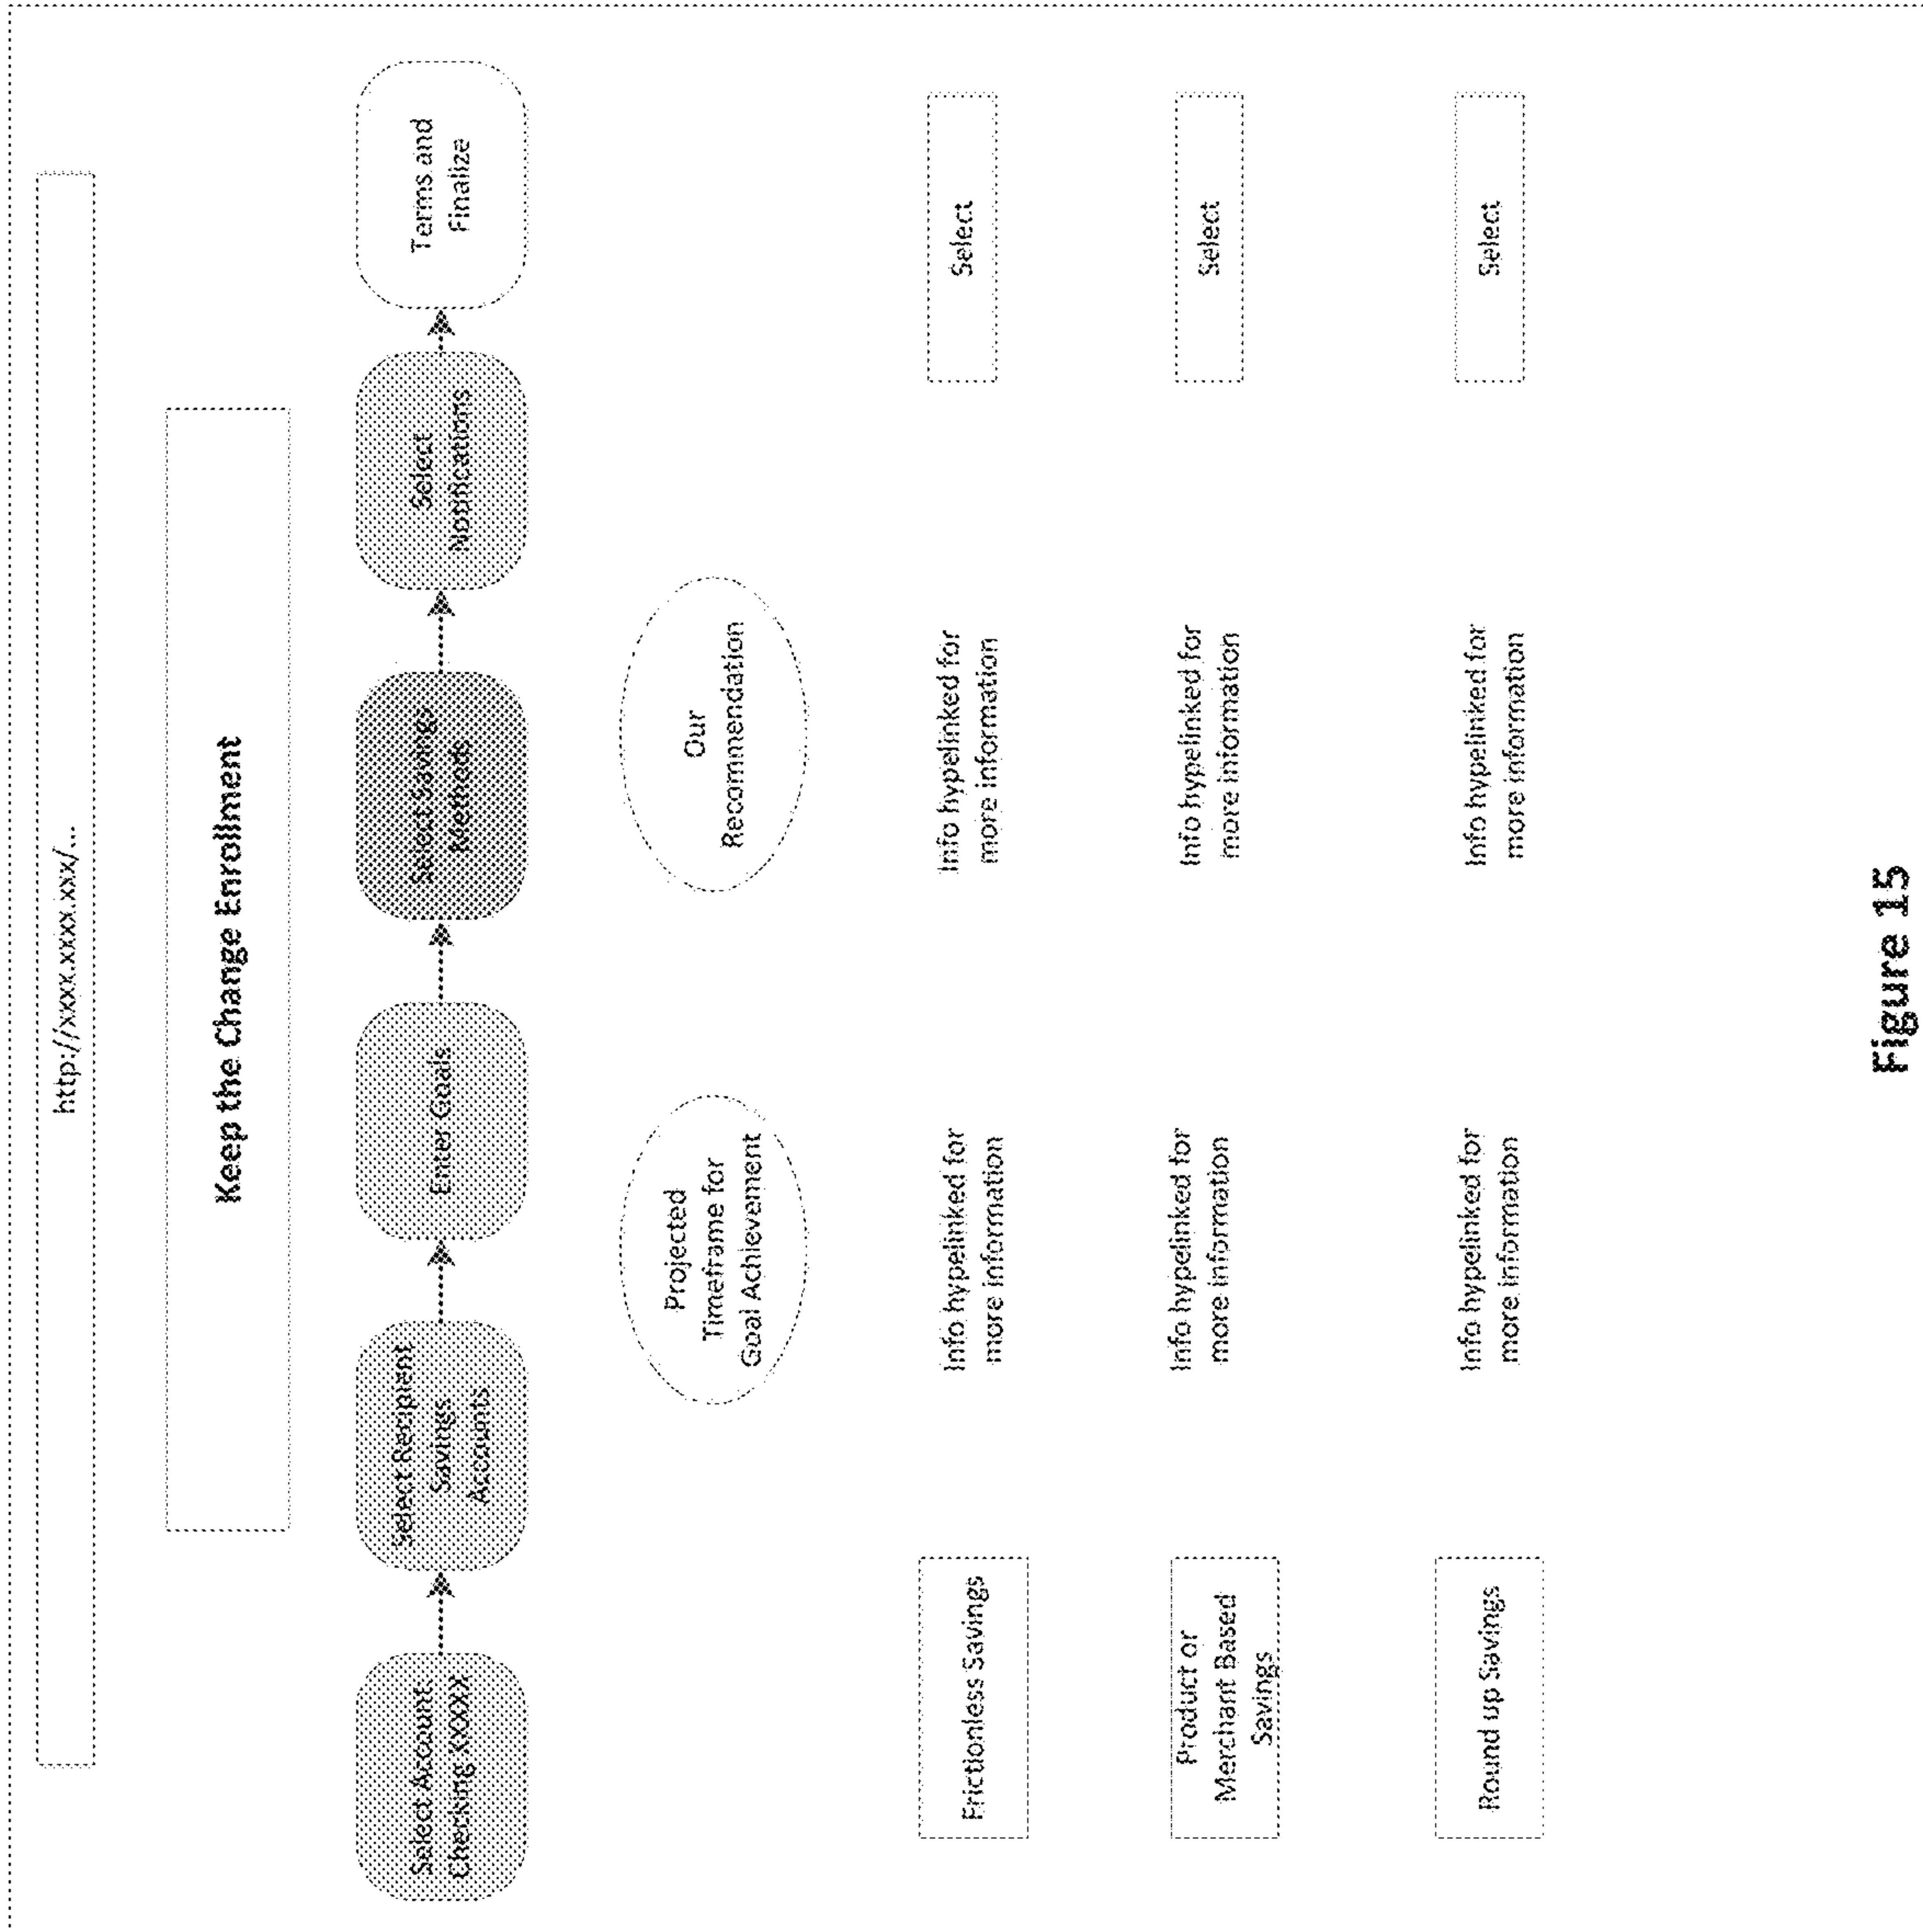 http://xxx.xxxx.xxx/...
Keep the Change Enrollment
Select Account
Checking XXXXX
Select Recipient
Savings
Accounts
Enter Goals
Select Savings
Methods
Select
Notifications
Terms and
Finalize
Projected
Timeframe for
Goal Achievement
Our
Recommendation
Frictionless Savings
Info hypelinked for
more information
Info hypelinked for
more information
Select
Product or
Merchant Based
Savings
Info hypelinked for
more information
Info hypelinked for
more information
Select
Round up Savings
Info hypelinked for
more information
Info hypelinked for
more information
Select
Figure 15